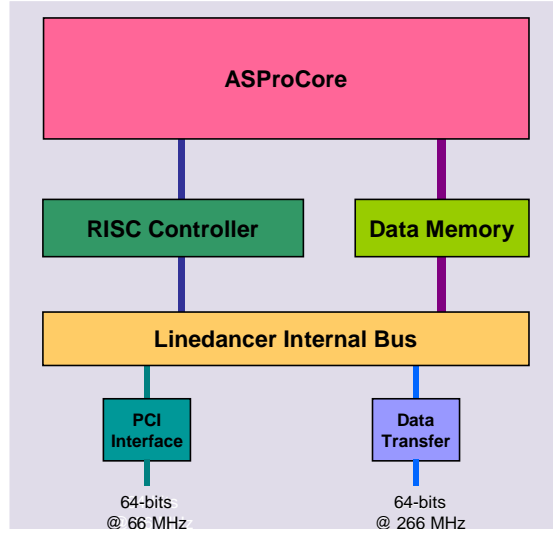 ASProCore
RISC Controller
Data Memory
Linedancer Internal Bus
PCI
Interface
Data
Transfer
64-bits
@ 66 MHz
64-bits
@ 266 MHz